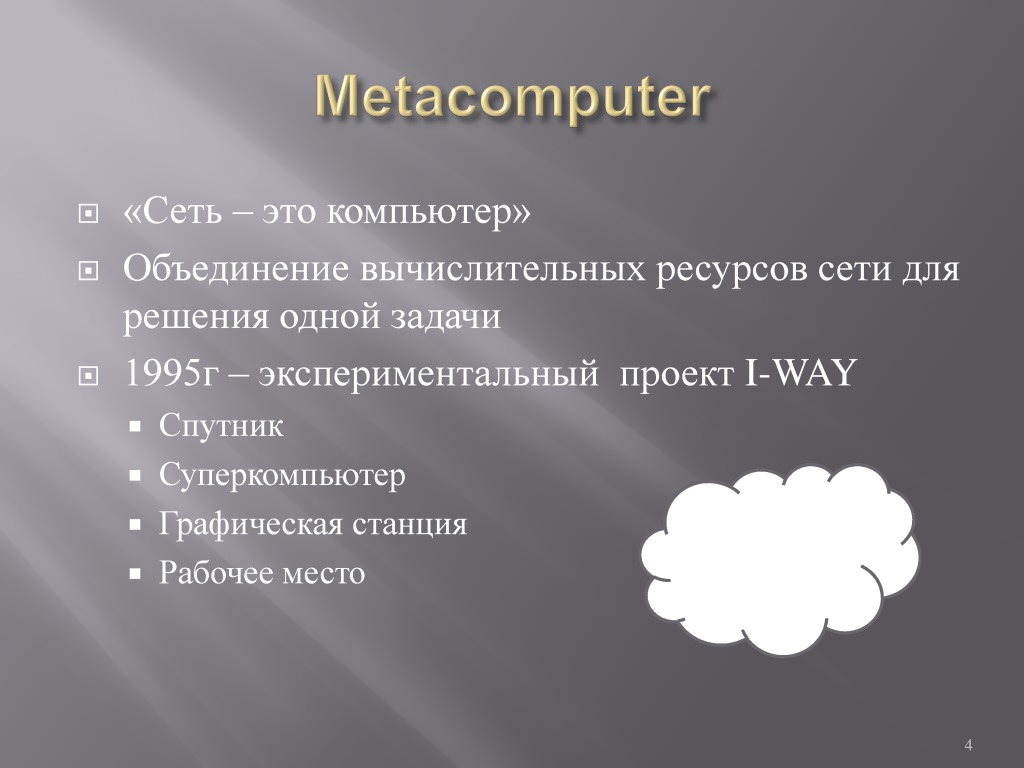 Metacomputer
«Сеть – это компьютер»
Объединение вычислительных ресурсов сети для
решения одной задачи
1995г – экспериментальный  проект I-WAY
Спутник
Суперкомпьютер
Графическая станция
Рабочее место
4